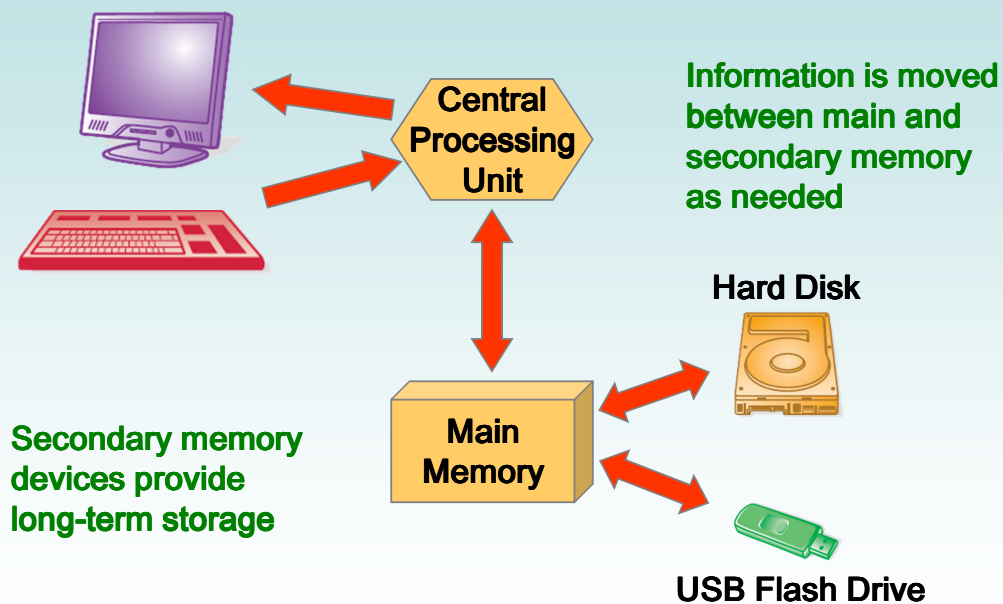 Central
Processing
Unit
Information is moved
between main and
secondary memory
as needed
Hard Disk
Main
Memory
Secondary memory
devices provide
long-term storage
USB Flash Drive